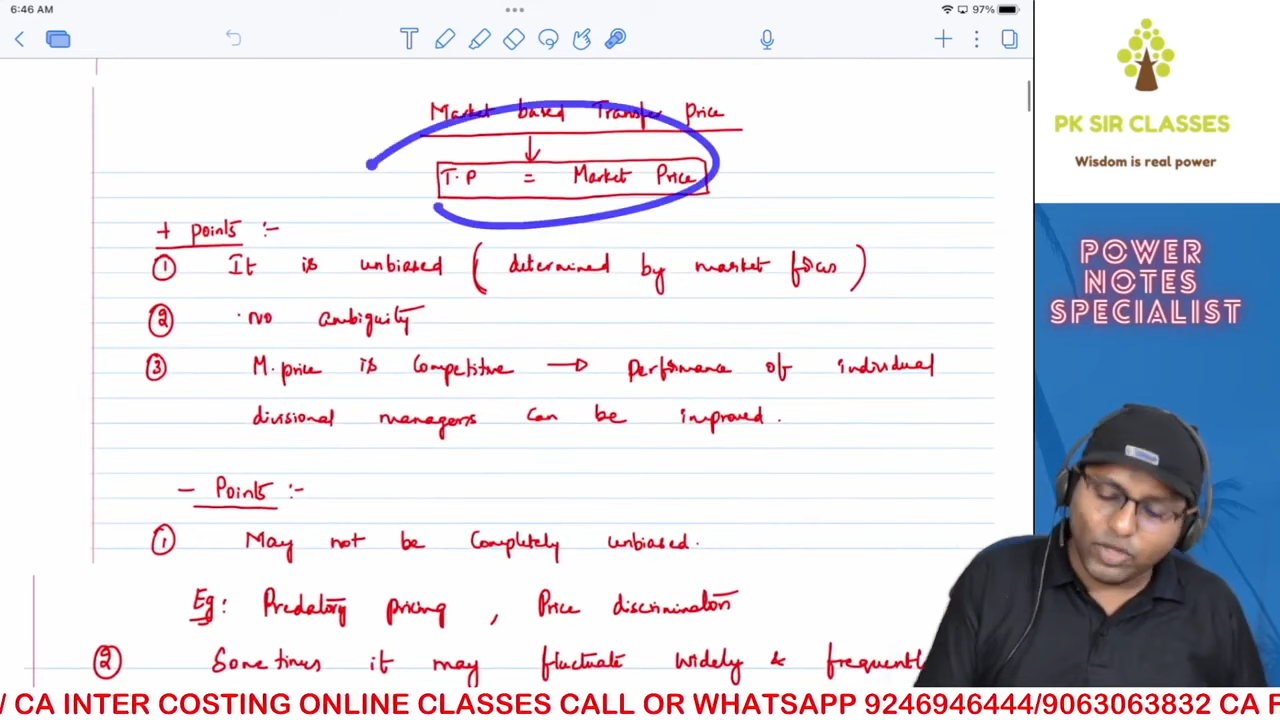 6:46 AM
97%
Market based Transfer Price
T.P = Market Price
+ points :-
① It is unbiased (determined by market focus)
② no ambiguity
③ M.price is Competitive → Performance of individual
divisional managers can be improved.
- Points :-
① May not be Completely unbiased.
Eg: Predatory pricing, Price discrimination
② Sometimes it may fluctuate widely & frequentl
PK SIR CLASSES
Wisdom is real power
POWER
NOTES
SPECIALIST
/ CA INTER COSTING ONLINE CLASSES CALL OR WHATSAPP 9246946444/9063063832 CA F